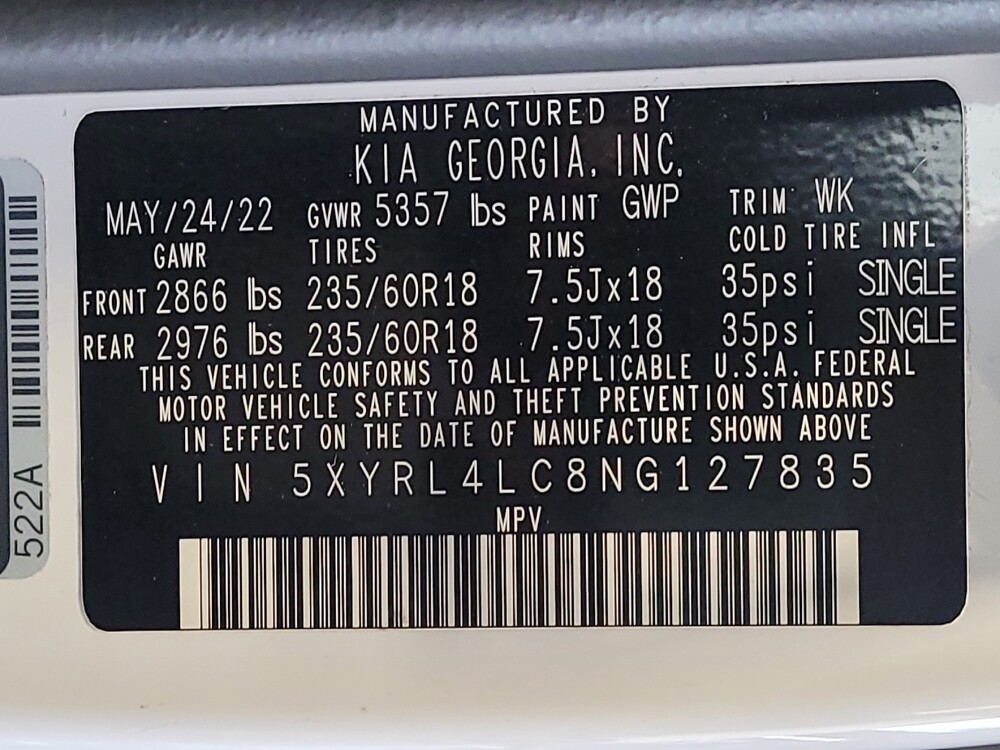 MANUFACTURED BY
KIA GEORGIA, INC.
MAY/24/22 GVWR 5357 lbs PAINT GWP TRIM WK
GAWR TIRES RIMS COLD TIRE INFL
FRONT 2866 lbs 235/60R18 7.5Jx18 35psi SINGLE
REAR 2976 lbs 235/60R18 7.5Jx18 35psi SINGLE
THIS VEHICLE CONFORMS TO ALL APPLICABLE U.S.A. FEDERAL
MOTOR VEHICLE SAFETY AND THEFT PREVENTION STANDARDS
IN EFFECT ON THE DATE OF MANUFACTURE SHOWN ABOVE
VIN 5XYRL4LC8NG127835
MPV
522A